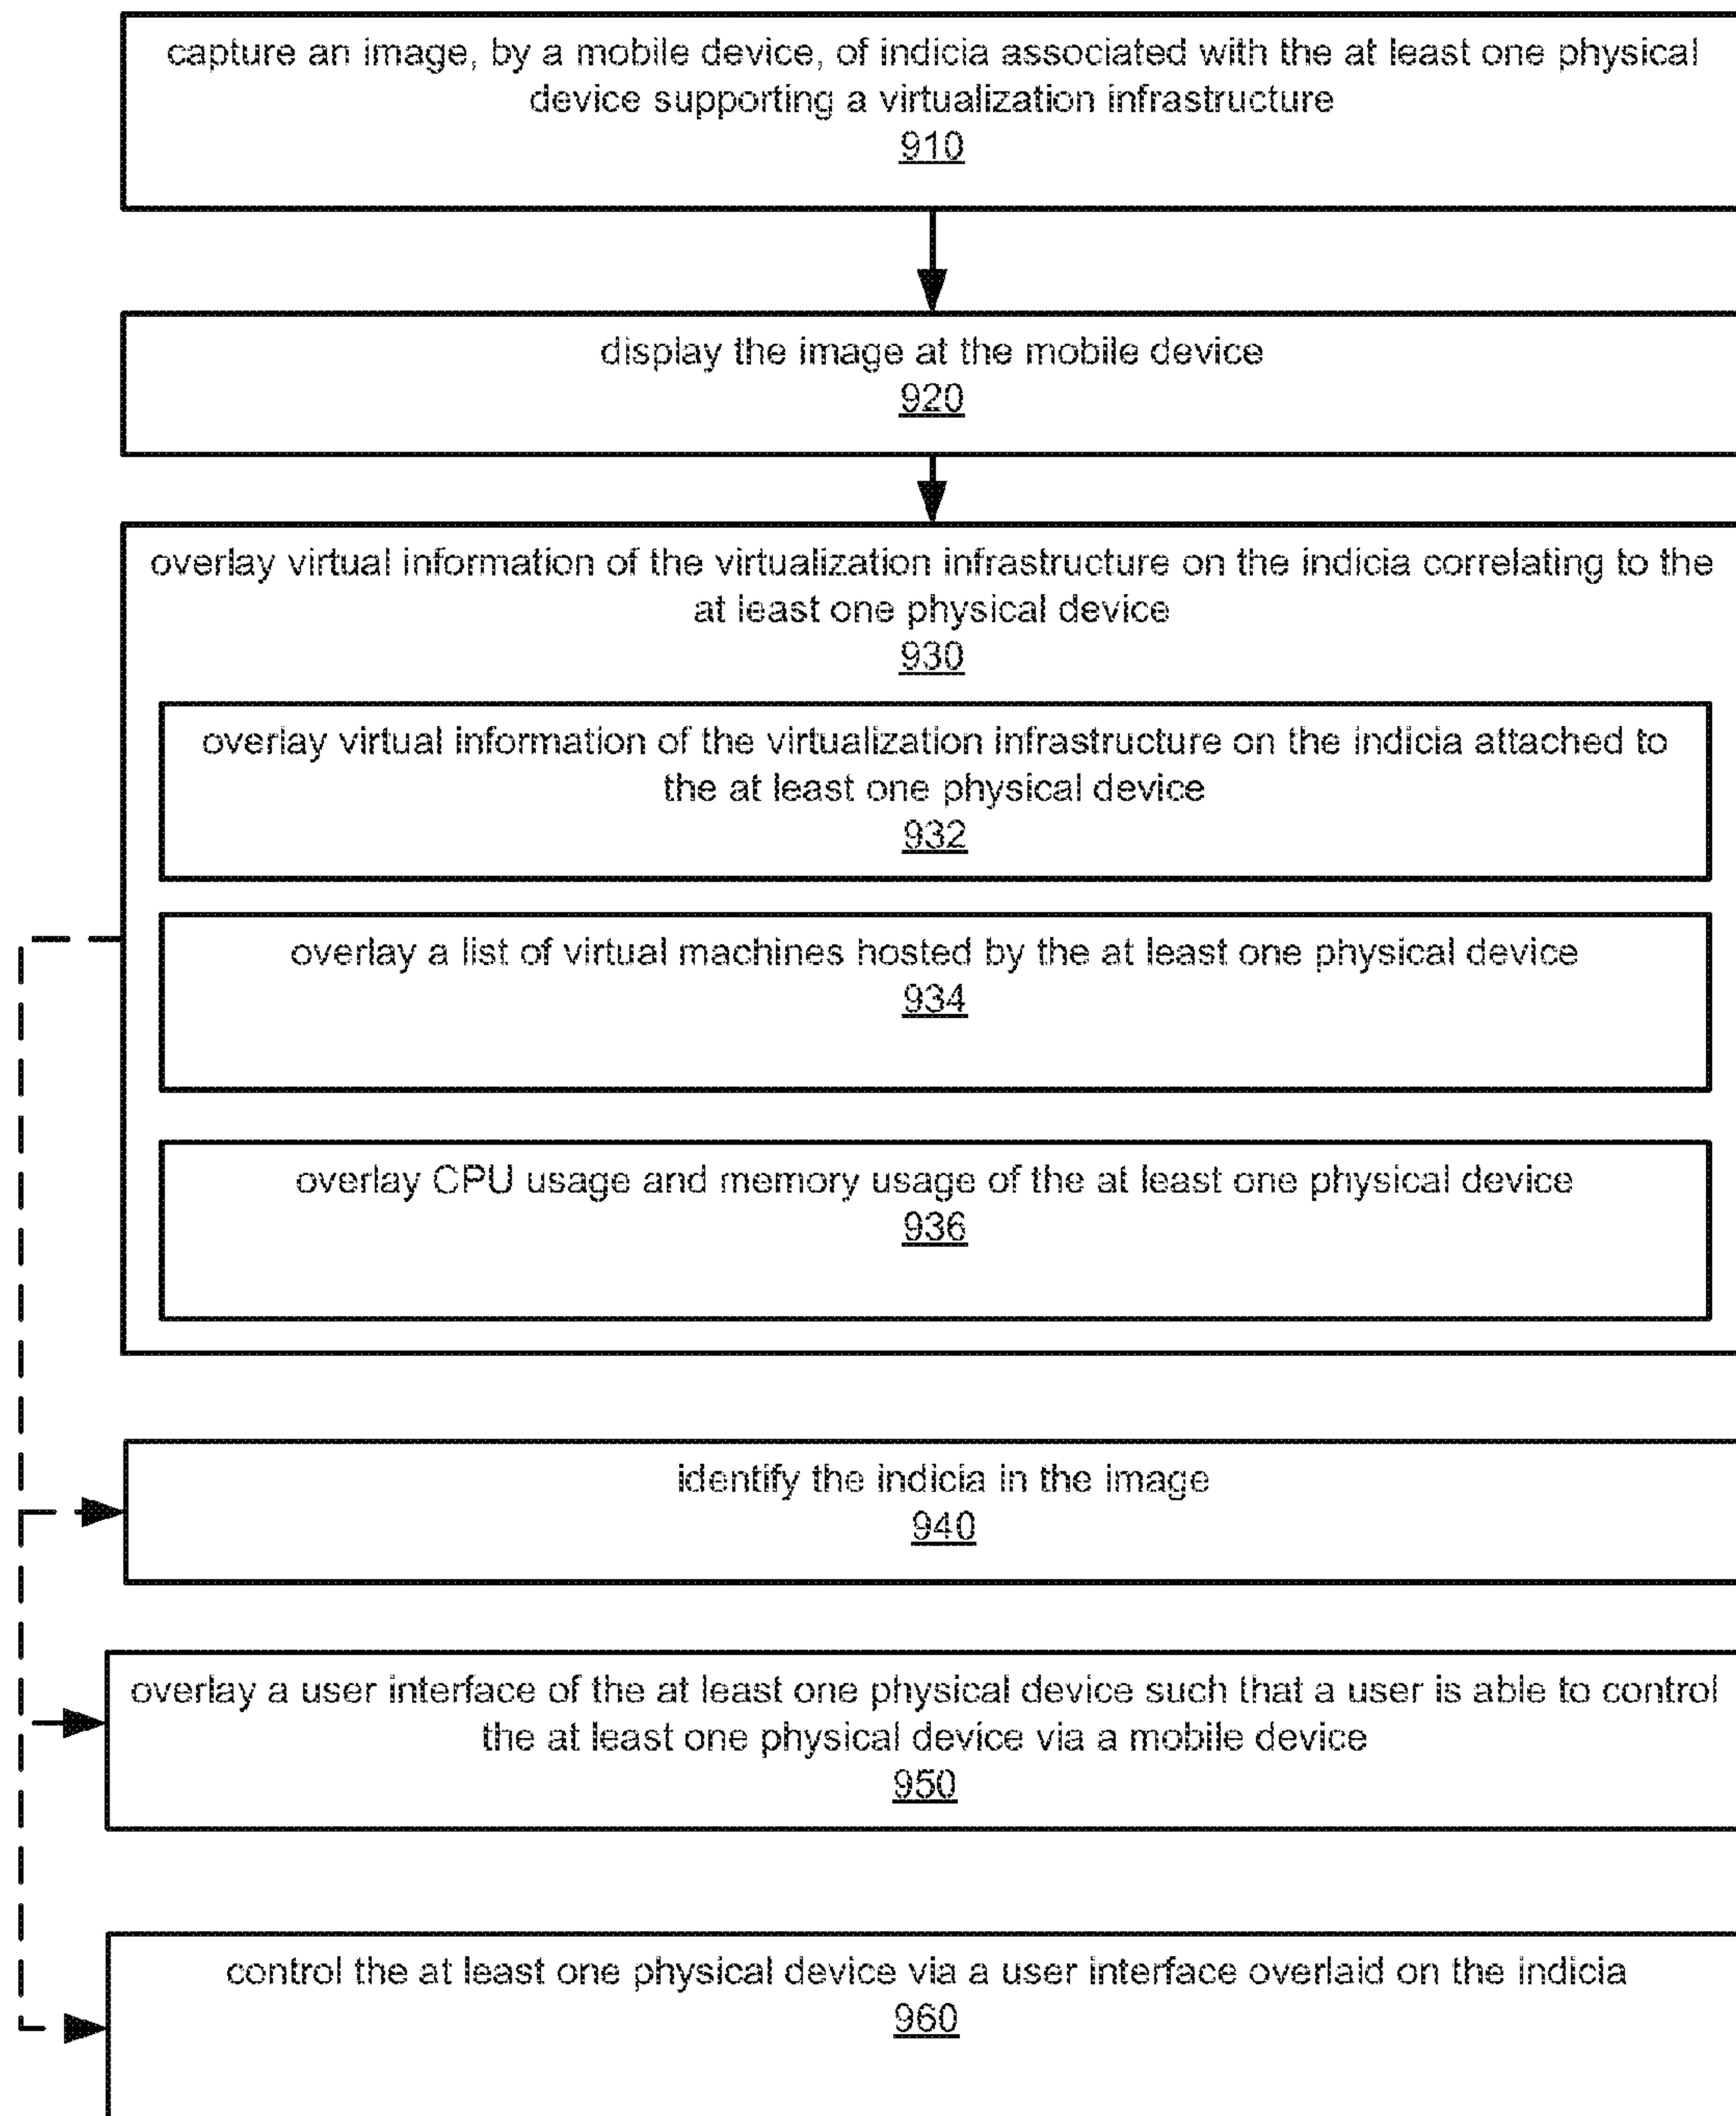 capture an image, by a mobile device, of indicia associated with the at least one physical
device supporting a virtualization infrastructure
910
display the image at the mobile device
920
overlay virtual information of the virtualization infrastructure on the indicia correlating to the
at least one physical device
930
overlay virtual information of the virtualization infrastructure on the indicia attached to
the at least one physical device
932
overlay a list of virtual machines hosted by the at least one physical device
934
overlay CPU usage and memory usage of the at least one physical device
936
identify the indicia in the image
940
overlay a user interface of the at least one physical device such that a user is able to control
the at least one physical device via a mobile device
950
control the at least one physical device via a user interface overlaid on the indicia
960